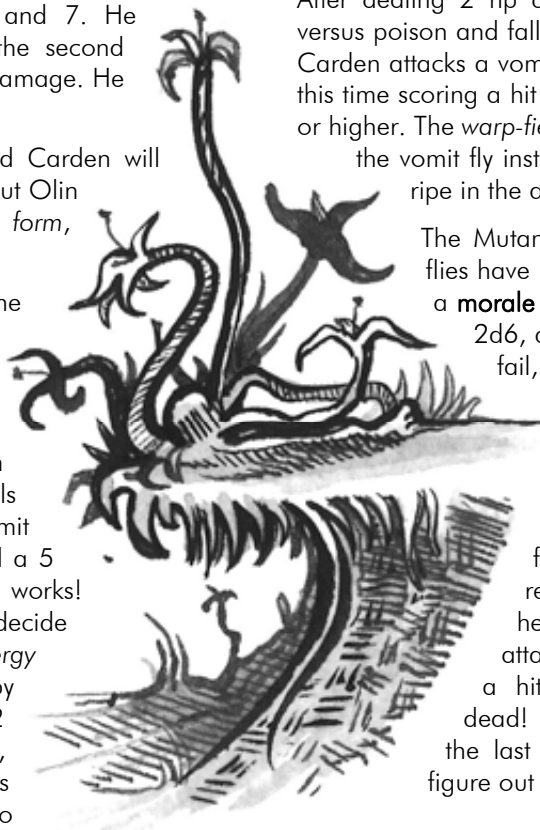 and 7. He
the second
amage. He
d Carden will
ut Olin
form,
ne
ls
mit
a 5
works!
decide
ergy
by
2
s
o
After dealing 2 hp
versus poison and fall
Carden attacks a vom
this time scoring a hit
or higher. The warp-fie
the vomit fly inst
ripe in the a
The Mutan
flies have
a morale
2d6, o
fail,
f
re
he
atta
a hit
dead!
the last
figure out